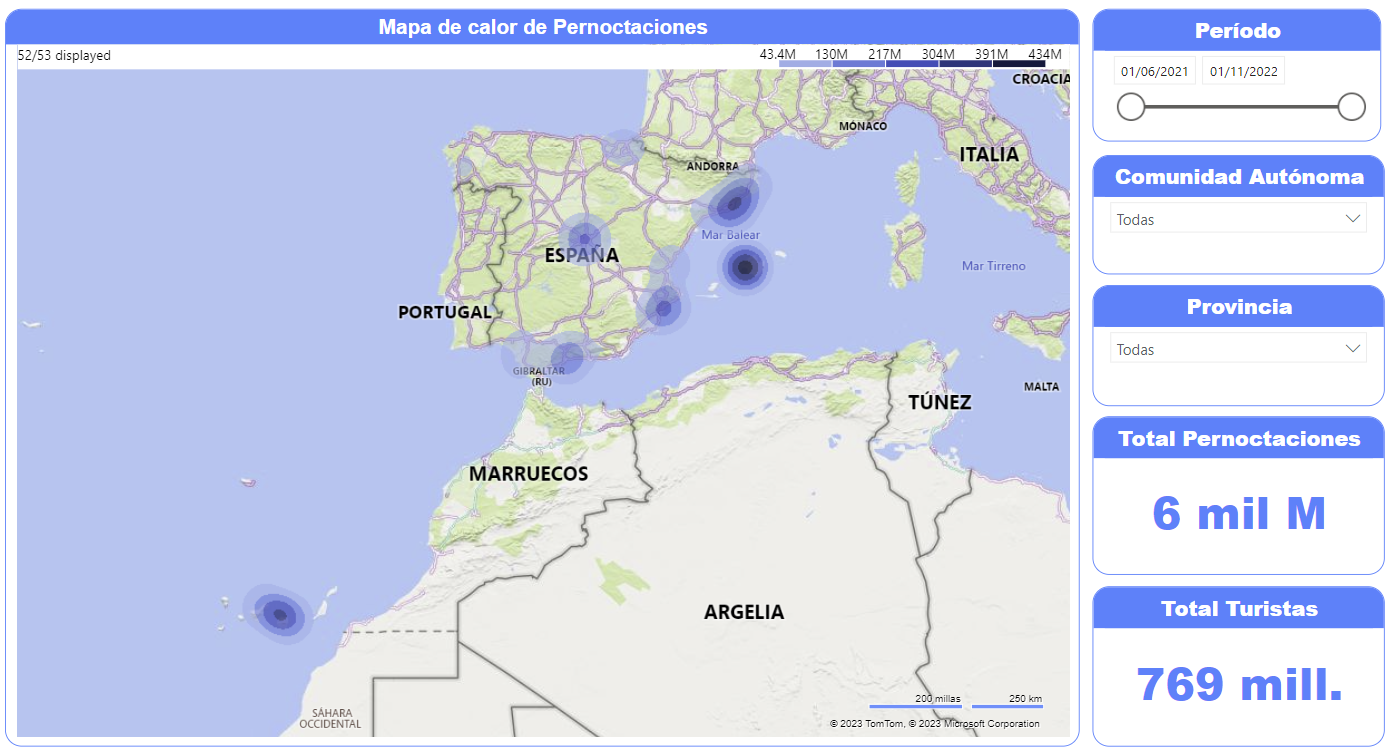 Mapa de calor de Pernoctaciones
52/53 displayed
43.4M 130M 217M 304M 391M 434M
CROACIA
MÓNACO
ITALIA
ANDORRA
Mar Balear
ESPAÑA
Mar Tirreno
PORTUGAL
GIBRALTAR
(RU)
MALTA
TÚNEZ
MARRUECOS
ARGELIA
SÁHARA
OCCIDENTAL
200 millas 250 km
© 2023 TomTom, © 2023 Microsoft Corporation
Período
01/06/2021 01/11/2022
Comunidad Autónoma
Todas
Provincia
Todas
Total Pernoctaciones
6 mil M
Total Turistas
769 mill.